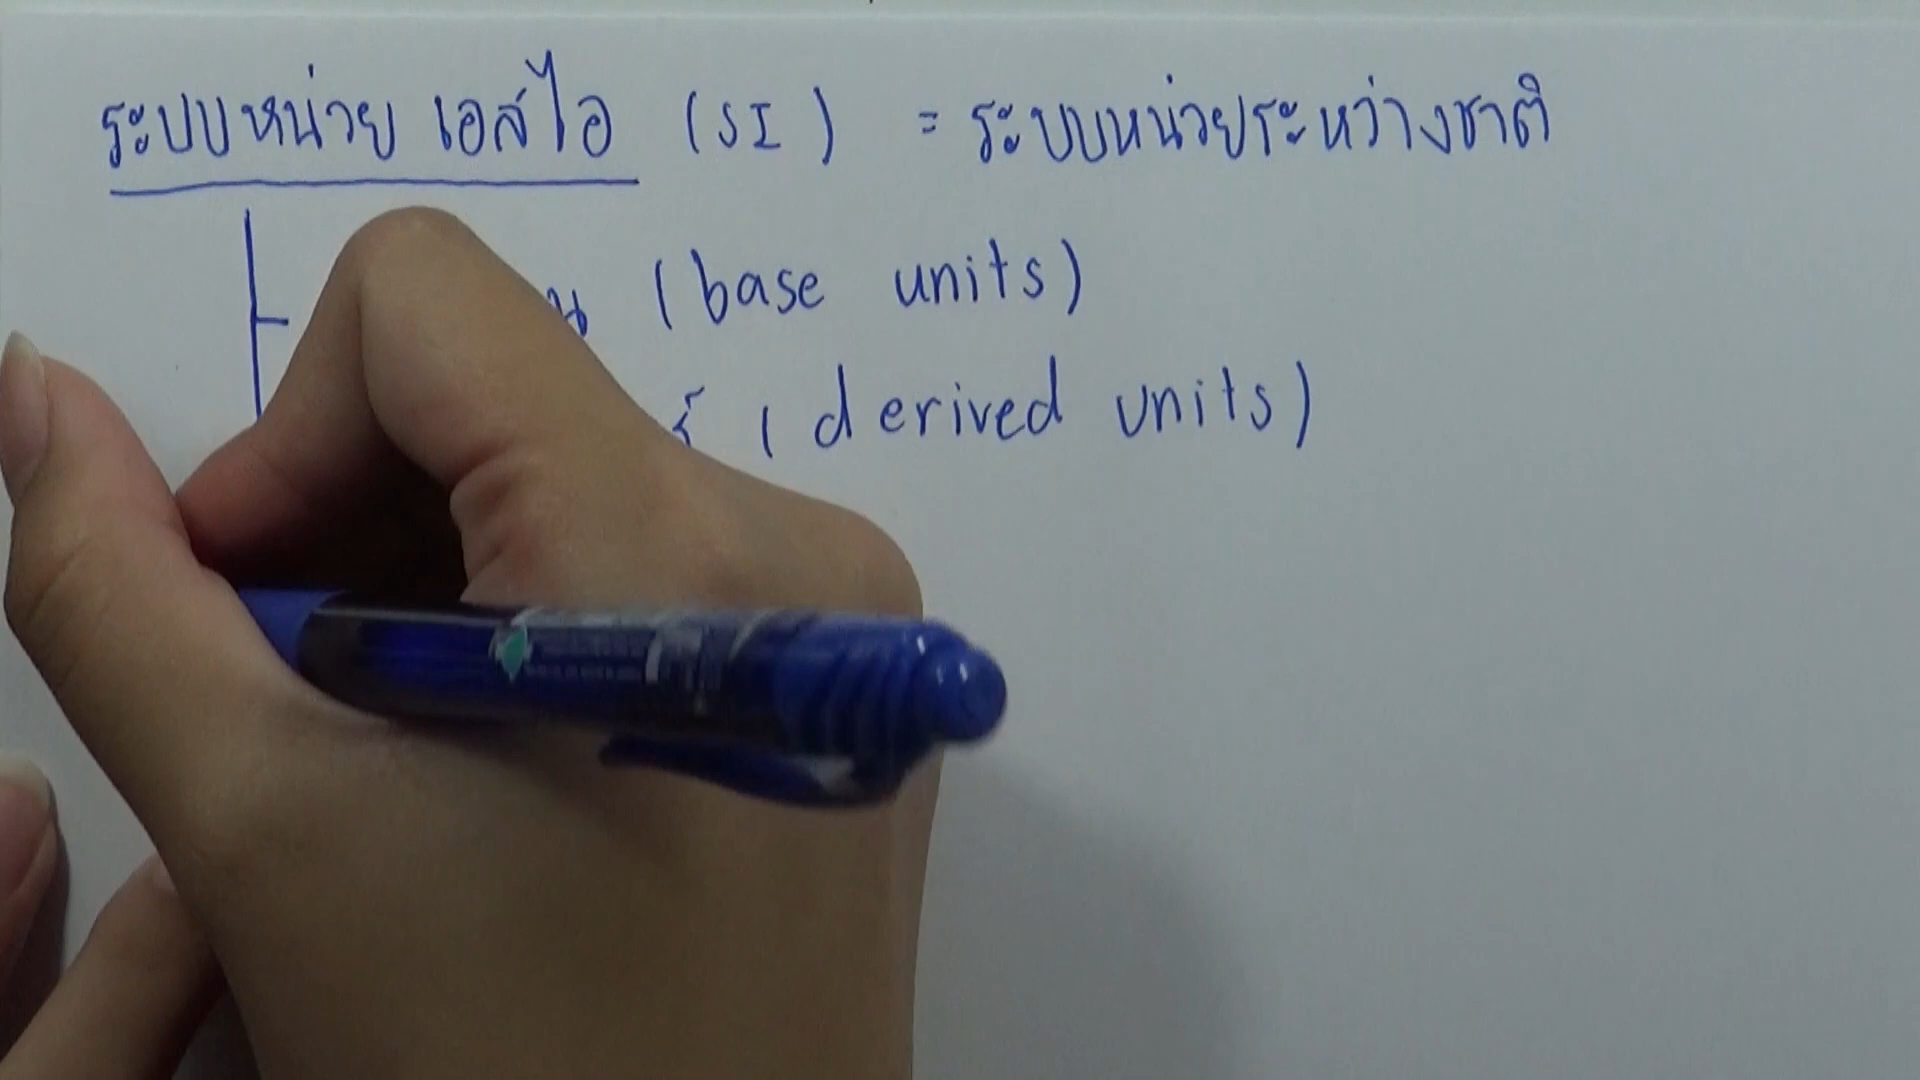 ระบบหน่วย เอสไอ (SI) = ระบบหน่วยระหว่างชาติ
(base units)
(derived units)